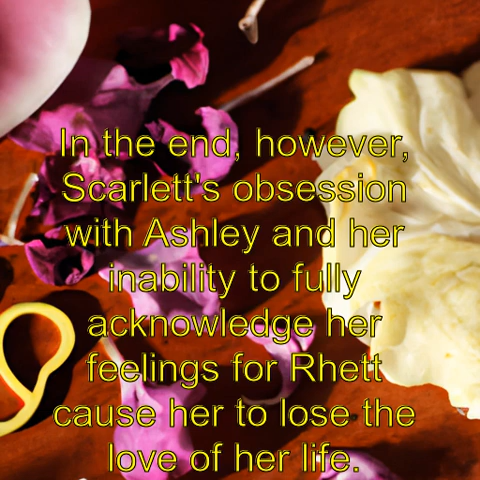 In the end, however,
Scarlett's obsession
with Ashley and her
inability to fully
acknowledge her
feelings for Rhett
cause her to lose the
love of her life.